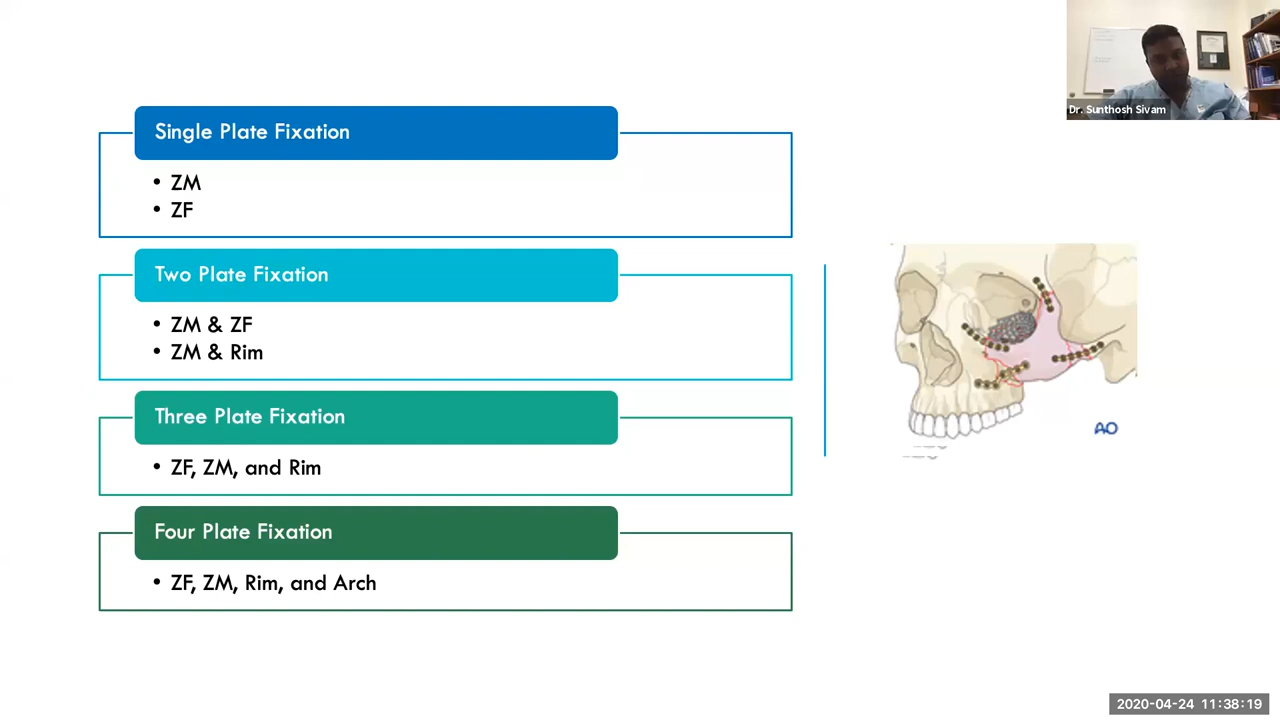 Dr. Sunthosh Sivam
Single Plate Fixation
• ZM
• ZF
Two Plate Fixation
• ZM & ZF
• ZM & Rim
Three Plate Fixation
• ZF, ZM, and Rim
Four Plate Fixation
• ZF, ZM, Rim, and Arch
AO
2020-04-24 11:38:19